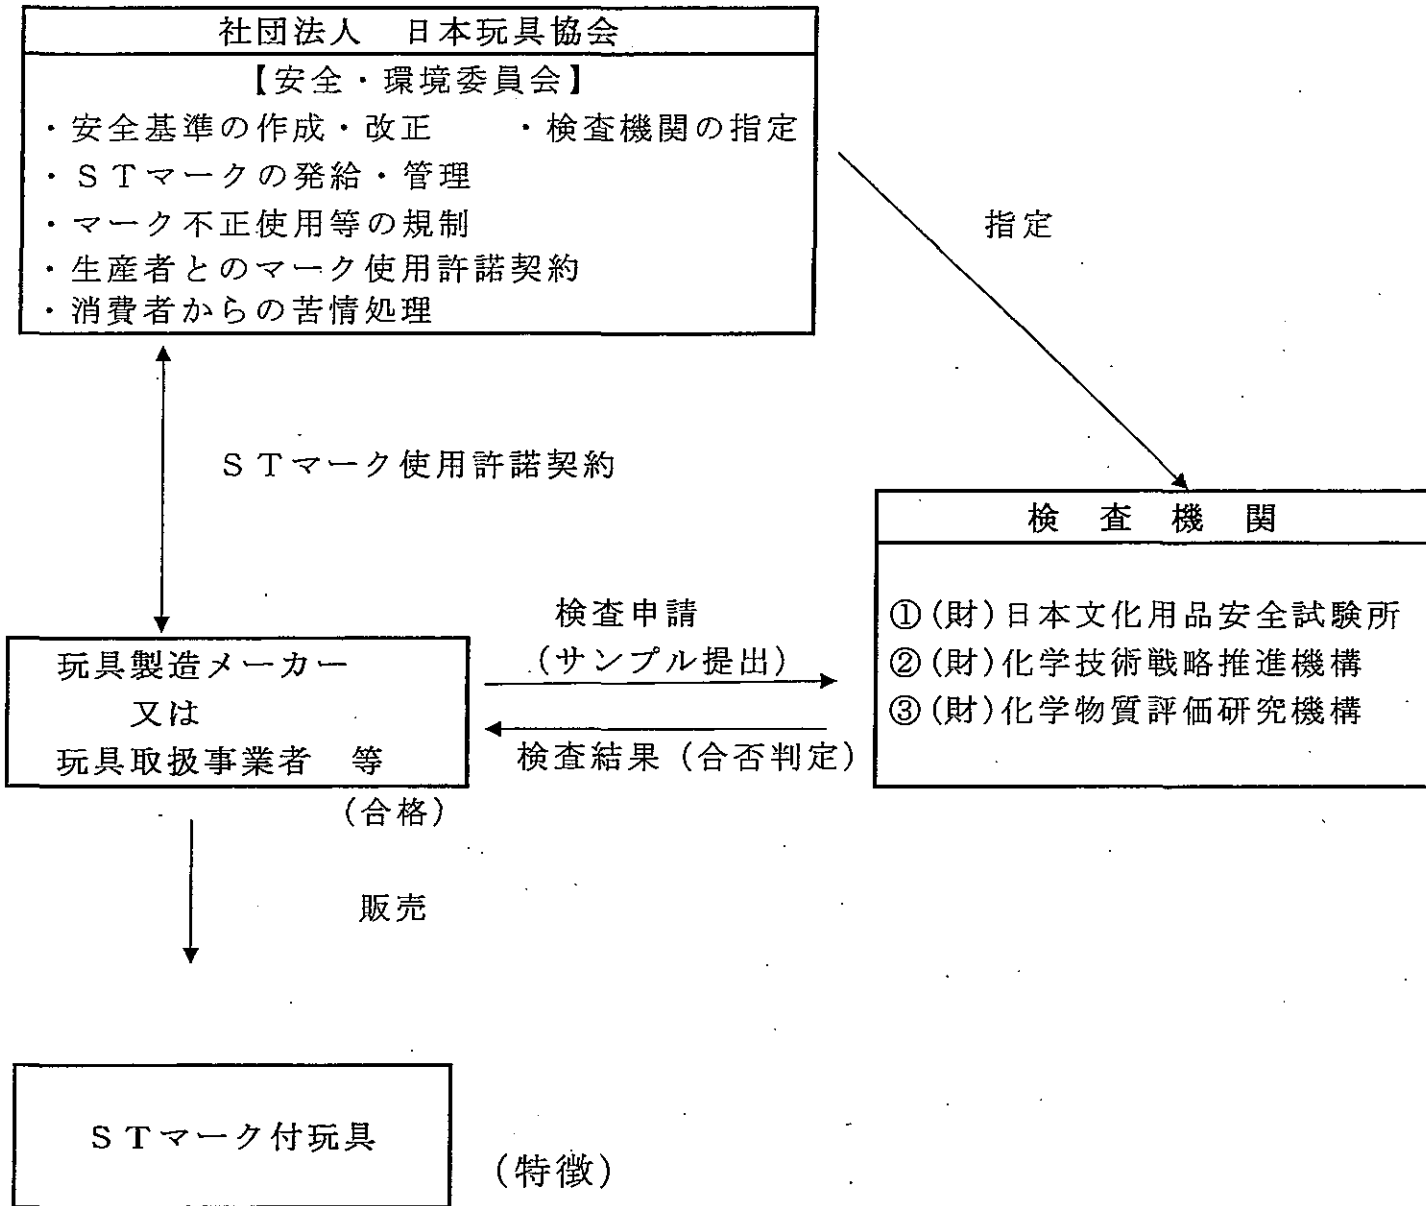 社団法人 日本玩具協会
【安全・環境委員会】
・安全基準の作成・改正 ・検査機関の指定
・STマークの発給・管理
・マーク不正使用等の規制
・生産者とのマーク使用許諾契約
・消費者からの苦情処理
指定
STマーク使用許諾契約
検査機関
①(財)日本文化用品安全試験所
②(財)化学技術戦略推進機構
③(財)化学物質評価研究機構
検査申請
(サンプル提出)
検査結果(合否判定)
玩具製造メーカー
又は
玩具取扱事業者 等
(合格)
販売
STマーク付玩具
(特徴)